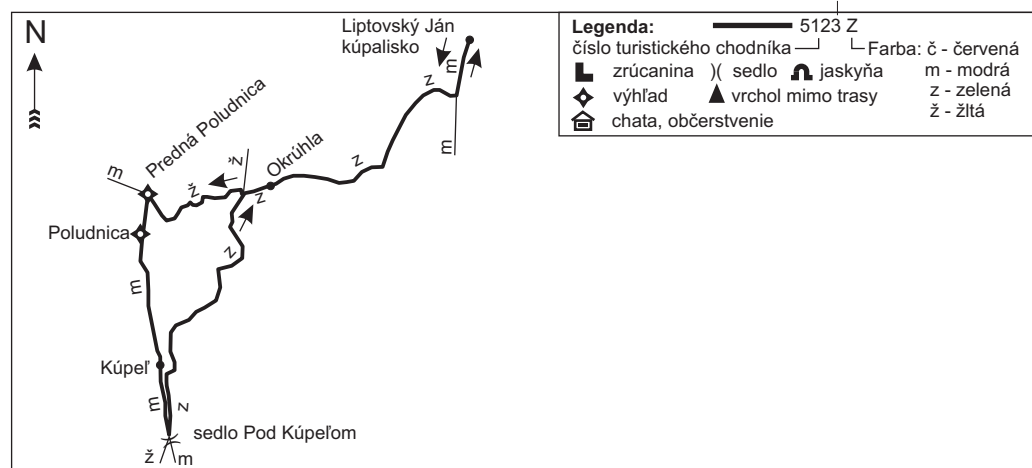 N
Liptovský Ján
kúpalisko
m
z
m
Predná Poludnica
m
ž
ž
Okrúhla
z
z
Poludnica
z
m
Kúpeľ
m
z
sedlo Pod Kúpeľom
ž
m
Legenda: 5123 Z
číslo turistického chodníka Farba: č - červená
zrúcanina )( sedlo jaskyňa m - modrá
výhľad vrchol mimo trasy z - zelená
chata, občerstvenie ž - žltá